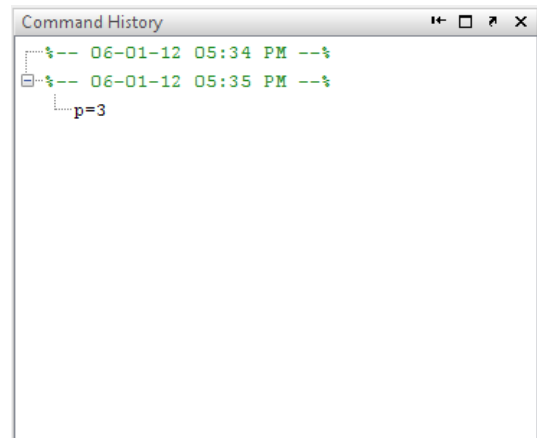 Command History
%-- 06-01-12 05:34 PM --%
%-- 06-01-12 05:35 PM --%
p=3